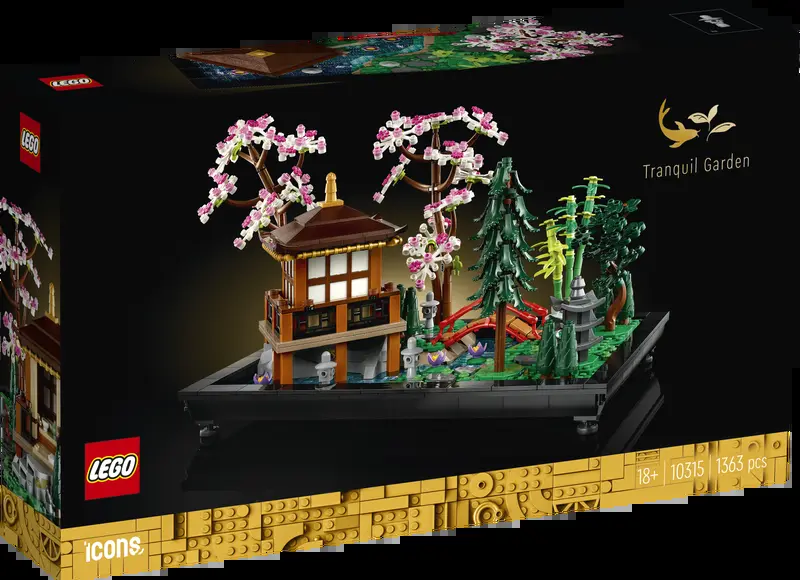 LEGO
LEGO
Tranquil Garden
LEGO
18+ | 10315 | 1363 pcs
icons.